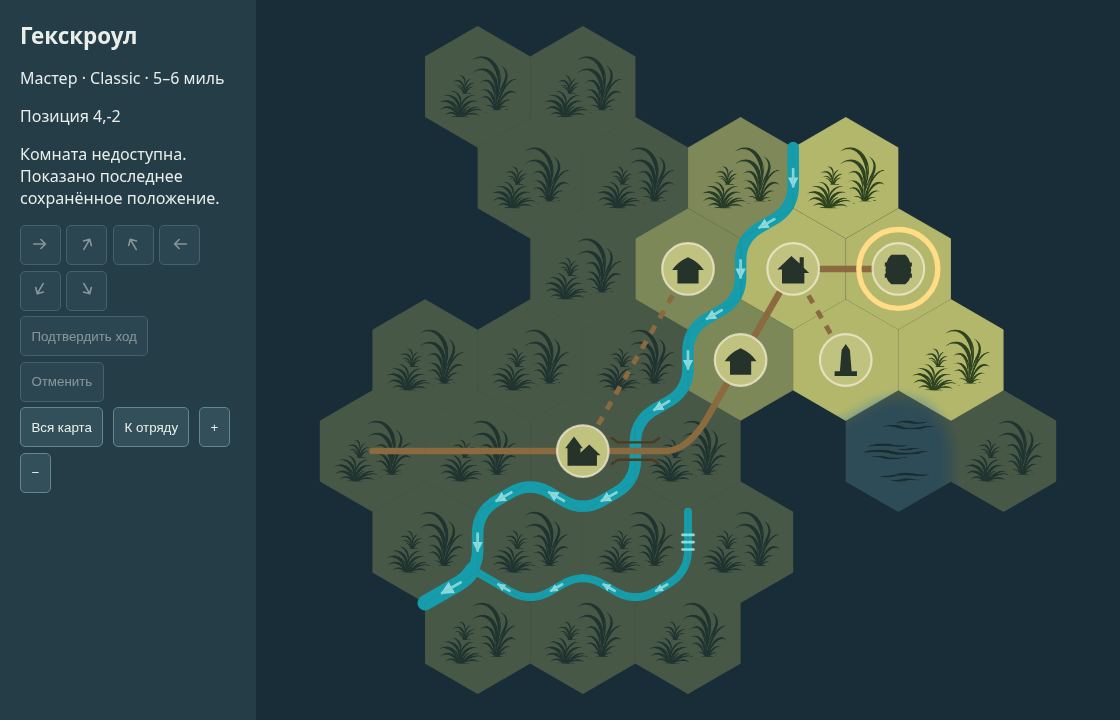 Гекскроул
Мастер · Classic · 5–6 миль
Позиция 4,-2
Комната недоступна.
Показано последнее
сохранённое положение.
→ ↗ ↖ ←
↙ ↘
Подтвердить ход
Отменить
Вся карта К отряду +
−